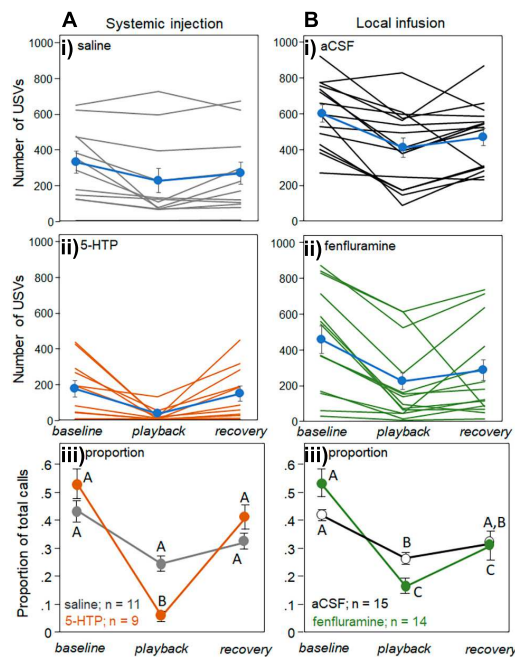 A Systemic injection
B Local infusion
i) saline
i) aCSF
Number of USVs
1000
800
600
400
200
0
1000
800
600
400
200
0
ii) 5-HTP
ii) fenfluramine
Number of USVs
1000
800
600
400
200
0
1000
800
600
400
200
0
baseline playback recovery
baseline playback recovery
iii) proportion
iii) proportion
Proportion of total calls
.6
.5
.4
.3
.2
.1
0
.6
.5
.4
.3
.2
.1
0
A
A
A
B
A
A
A
A
B
C
A,B
C
saline; n = 11
5-HTP; n = 9
aCSF; n = 15
fenfluramine; n = 14
baseline playback recovery
baseline playback recovery